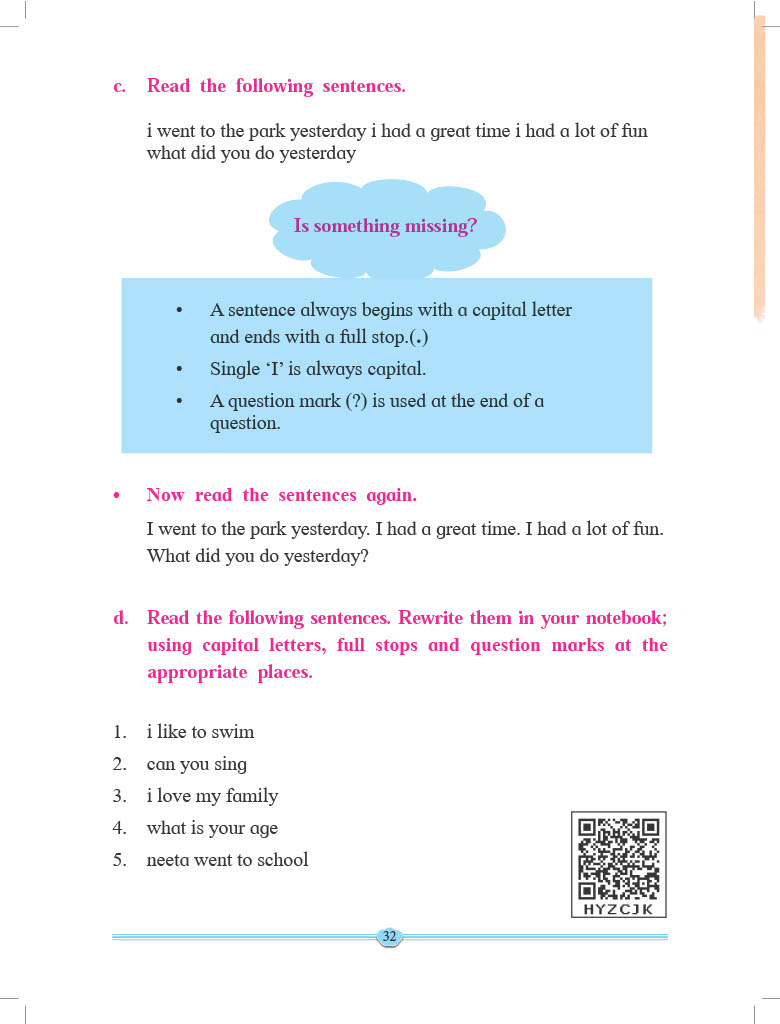 c. Read the following sentences.
i went to the park yesterday i had a great time i had a lot of fun
what did you do yesterday
Is something missing?
• A sentence always begins with a capital letter
and ends with a full stop.(.)
• Single ‘I’ is always capital.
• A question mark (?) is used at the end of a
question.
• Now read the sentences again.
I went to the park yesterday. I had a great time. I had a lot of fun.
What did you do yesterday?
d. Read the following sentences. Rewrite them in your notebook;
using capital letters, full stops and question marks at the
appropriate places.
1. i like to swim
2. can you sing
3. i love my family
4. what is your age
5. neeta went to school
HYZCJK
32